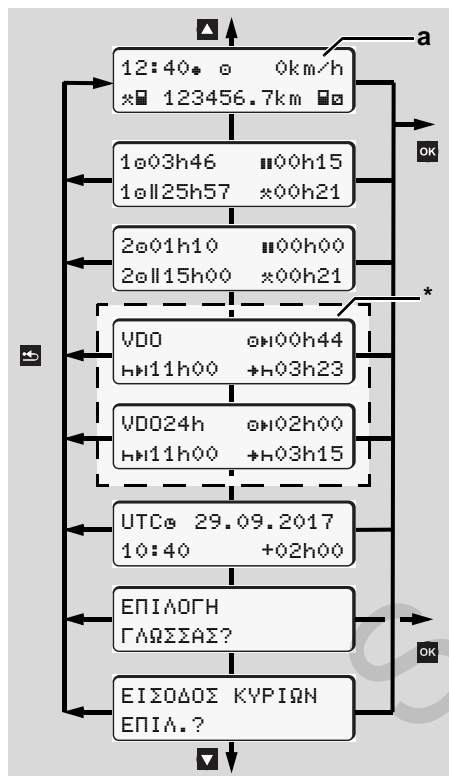 a
12:40 0km/h
123456.7km
OK
1 03h46 00h15
1 25h57 00h21
2 01h10 00h00
2 15h00 00h21
*
VDO 00h44
11h00 03h23
VDO24h 02h00
11h00 03h15
UTC 29.09.2017
10:40 +02h00
ΕΠΙΛΟΓΗ
ΓΛΩΣΣΑΣ?
OK
ΕΙΣΟΔΟΣ ΚΥΡΙΩΝ
ΕΠΙΛ.?